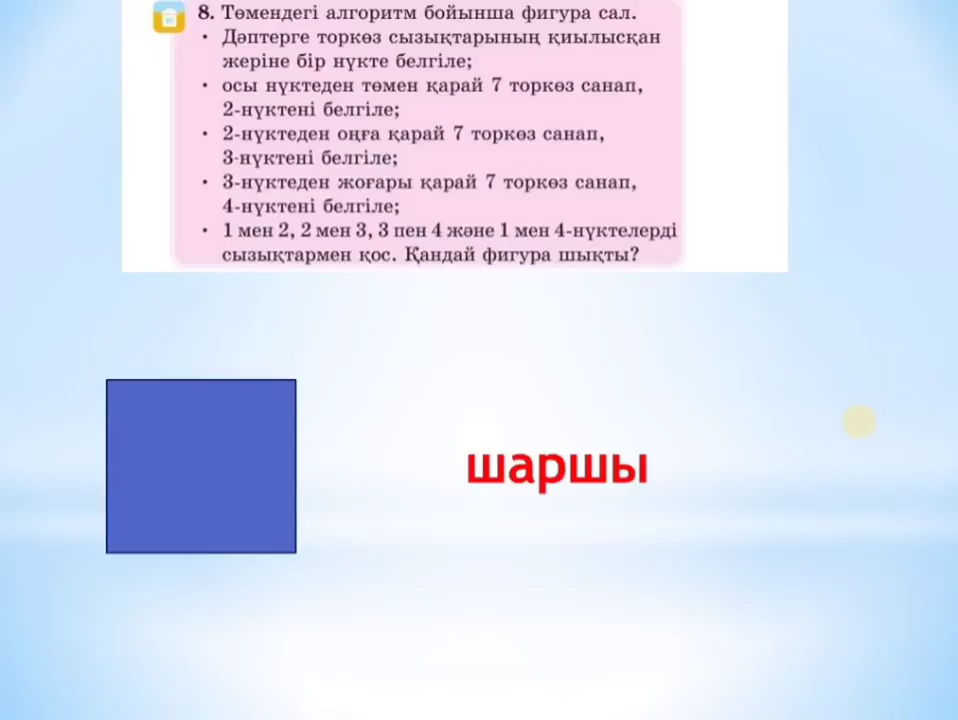 8. Төмендегі алгоритм бойынша фигура сал.
• Дәптерге торкөз сызықтарының қиылысқан
жеріне бір нүкте белгіле;
• осы нүктеден төмен қарай 7 торкөз санап,
2-нүктені белгіле;
• 2-нүктеден оңға қарай 7 торкөз санап,
3-нүктені белгіле;
• 3-нүктеден жоғары қарай 7 торкөз санап,
4-нүктені белгіле;
• 1 мен 2, 2 мен 3, 3 пен 4 және 1 мен 4-нүктелерді
сызықтармен қос. Қандай фигура шықты?
шаршы